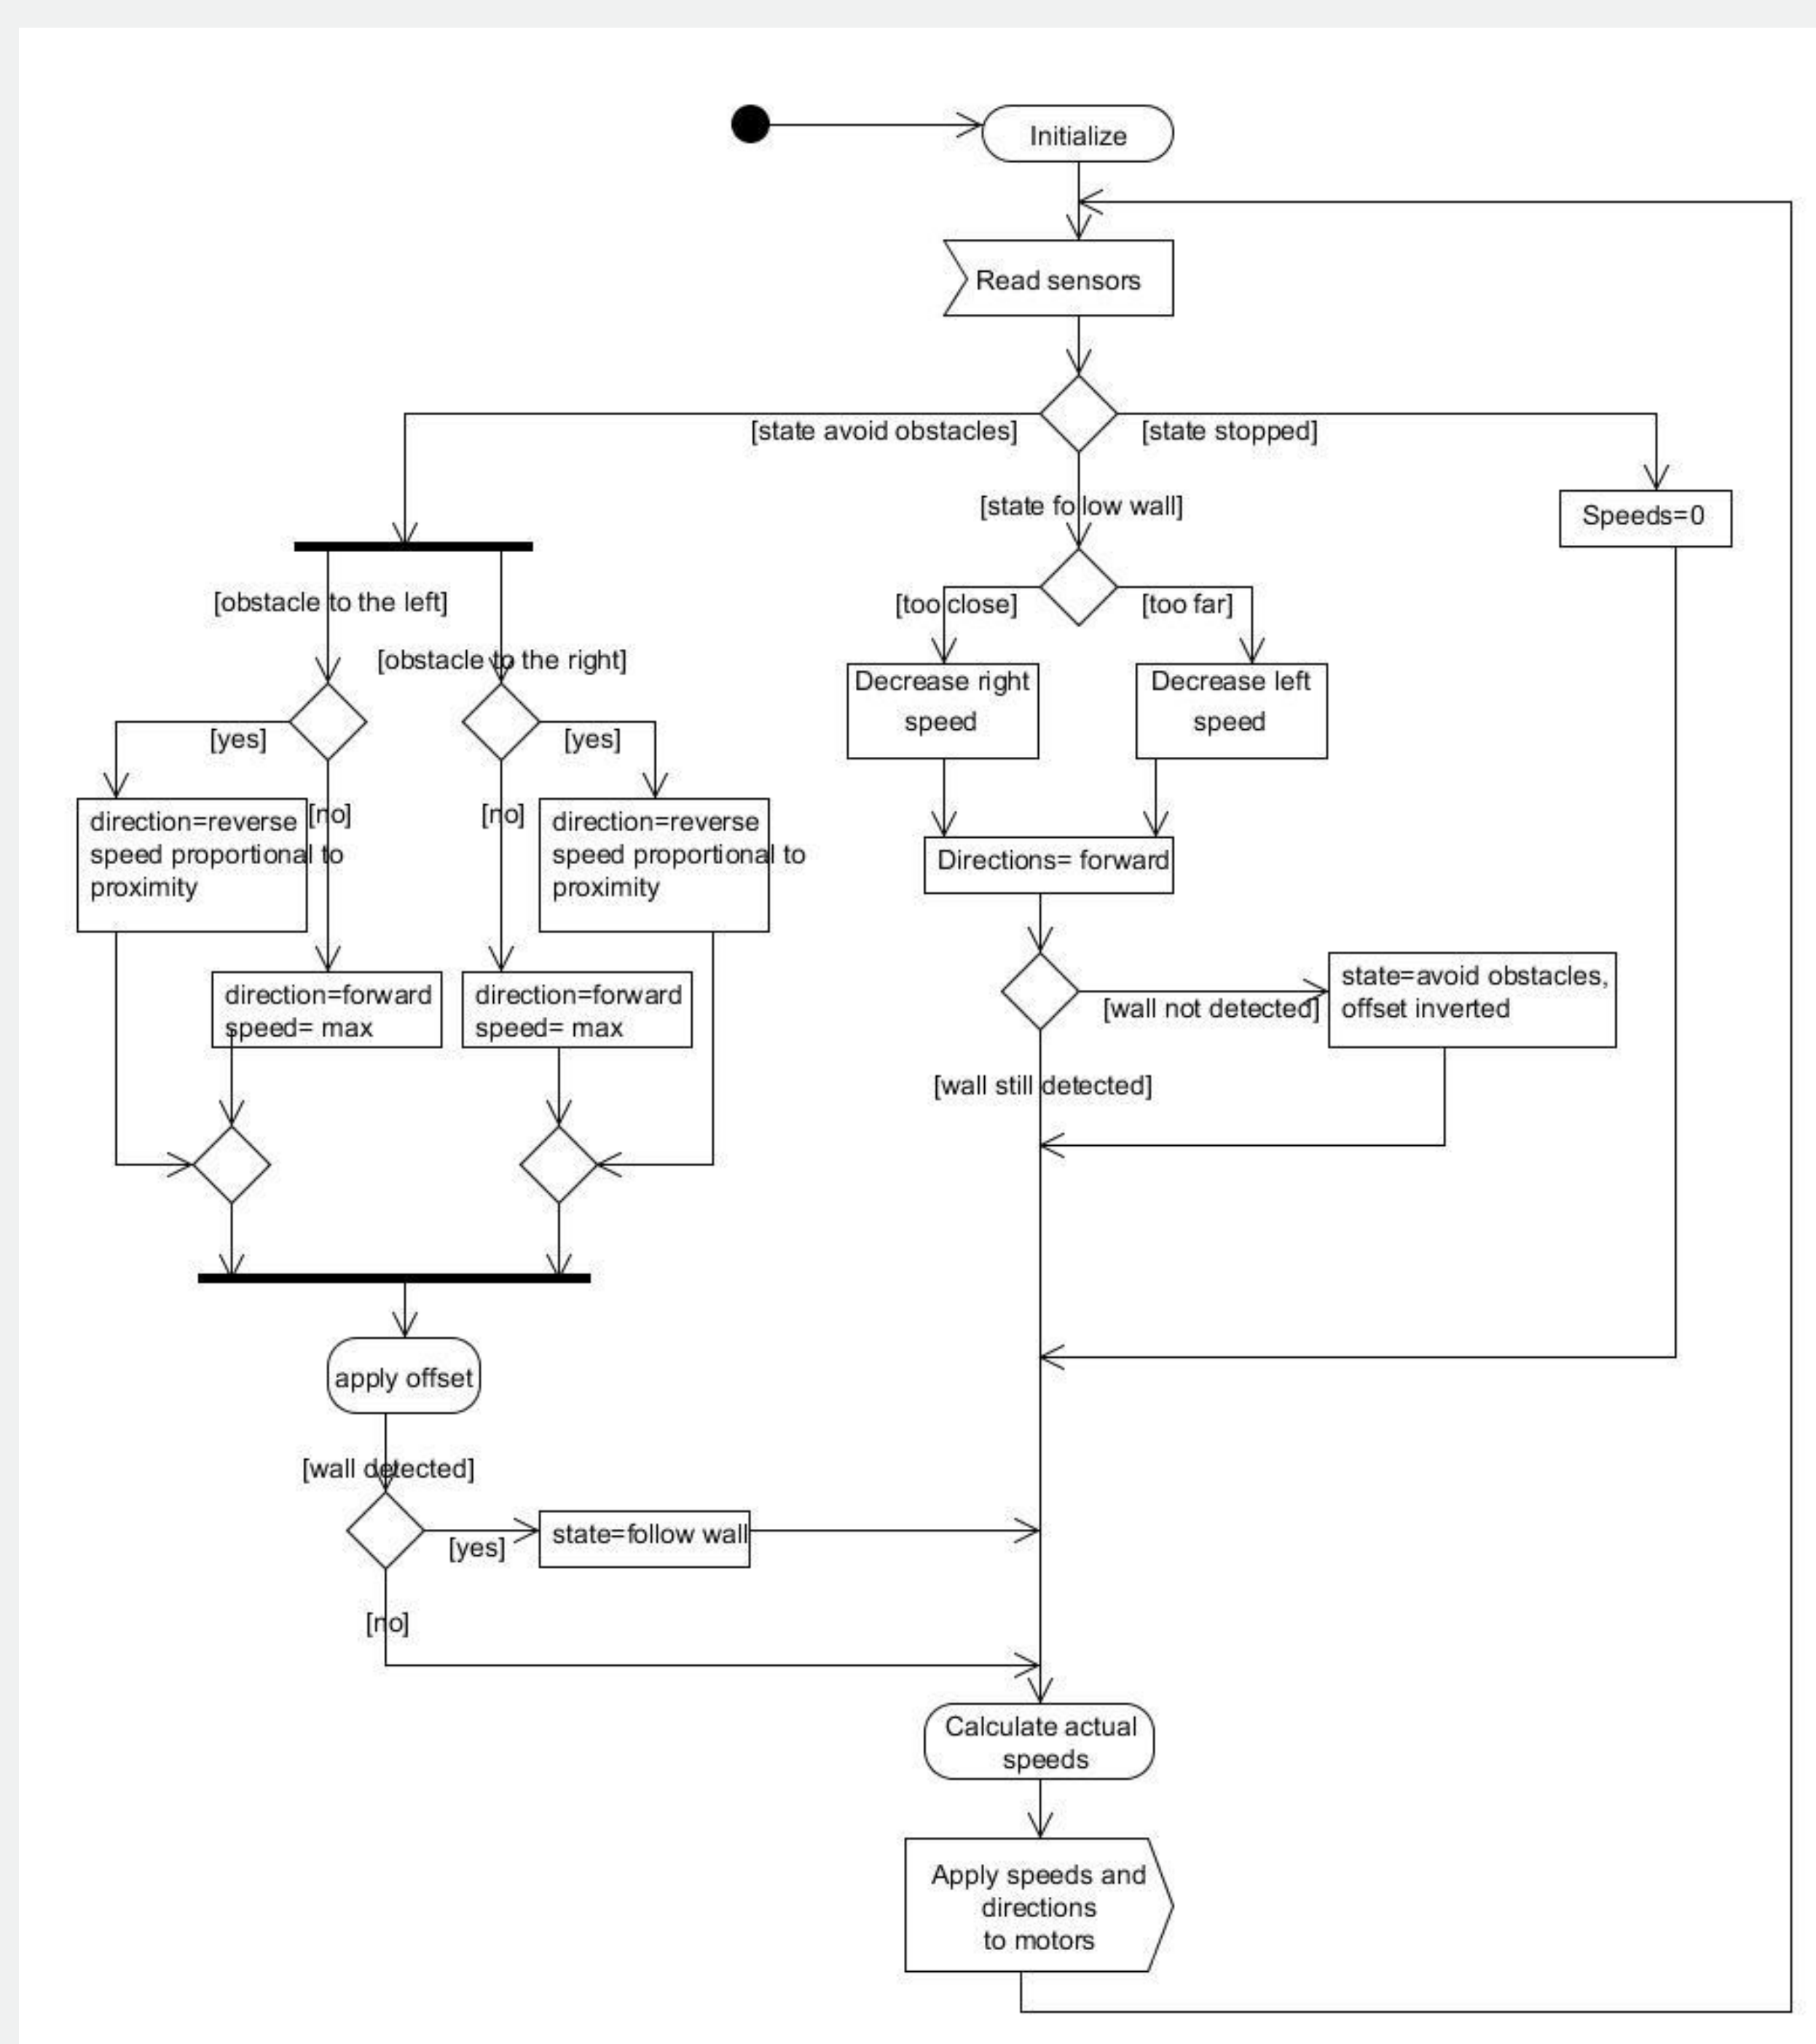 Initialize
Read sensors
[state avoid obstacles]
[state stopped]
[state follow wall]
Speeds=0
[obstacle to the left]
[too close]
[too far]
[obstacle to the right]
Decrease right
speed
Decrease left
speed
[yes]
[yes]
direction=reverse
speed proportional to
proximity
[no]
[no]
direction=reverse
speed proportional to
proximity
Directions= forward
direction=forward
speed= max
direction=forward
speed= max
[wall not detected]
state=avoid obstacles,
offset inverted
[wall still detected]
apply offset
[wall detected]
[yes]
state=follow wall
[no]
Calculate actual
speeds
Apply speeds and
directions
to motors